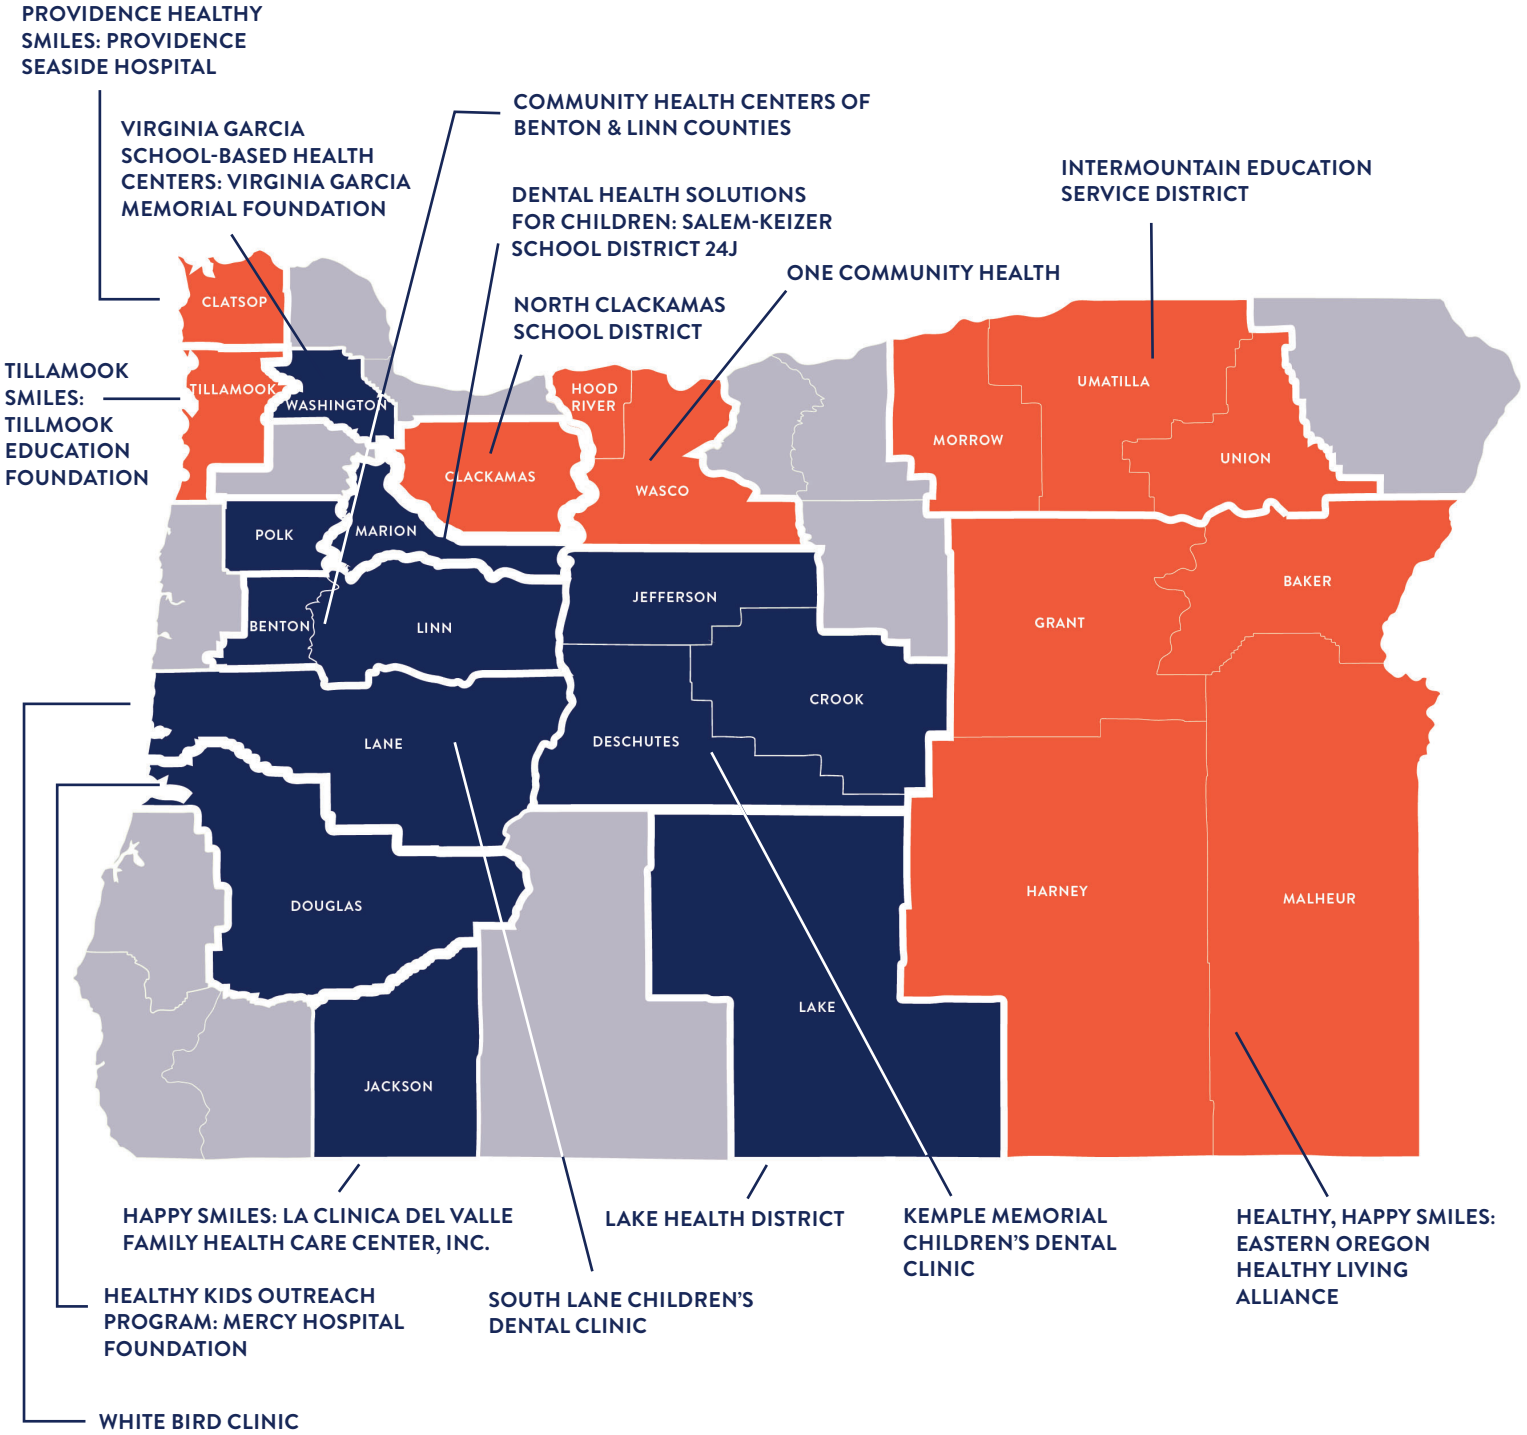 PROVIDENCE HEALTHY
SMILES: PROVIDENCE
SEASIDE HOSPITAL
VIRGINIA GARCIA
SCHOOL-BASED HEALTH
CENTERS: VIRGINIA GARCIA
MEMORIAL FOUNDATION
COMMUNITY HEALTH CENTERS OF
BENTON & LINN COUNTIES
DENTAL HEALTH SOLUTIONS
FOR CHILDREN: SALEM-KEIZER
SCHOOL DISTRICT 24J
NORTH CLACKAMAS
SCHOOL DISTRICT
ONE COMMUNITY HEALTH
INTERMOUNTAIN EDUCATION
SERVICE DISTRICT
TILLAMOOK
SMILES:
TILLMOOK
EDUCATION
FOUNDATION
CLATSOP
TILLAMOOK
WASHINGTON
HOOD
RIVER
CLACKAMAS
WASCO
MORROW
UMATILLA
UNION
POLK
MARION
BENTON
LINN
JEFFERSON
GRANT
BAKER
LANE
DESCHUTES
CROOK
DOUGLAS
HARNEY
MALHEUR
LAKE
JACKSON
HAPPY SMILES: LA CLINICA DEL VALLE
FAMILY HEALTH CARE CENTER, INC.
LAKE HEALTH DISTRICT
KEMPLE MEMORIAL
CHILDREN'S DENTAL
CLINIC
HEALTHY, HAPPY SMILES:
EASTERN OREGON
HEALTHY LIVING
ALLIANCE
HEALTHY KIDS OUTREACH
PROGRAM: MERCY HOSPITAL
FOUNDATION
SOUTH LANE CHILDREN'S
DENTAL CLINIC
WHITE BIRD CLINIC